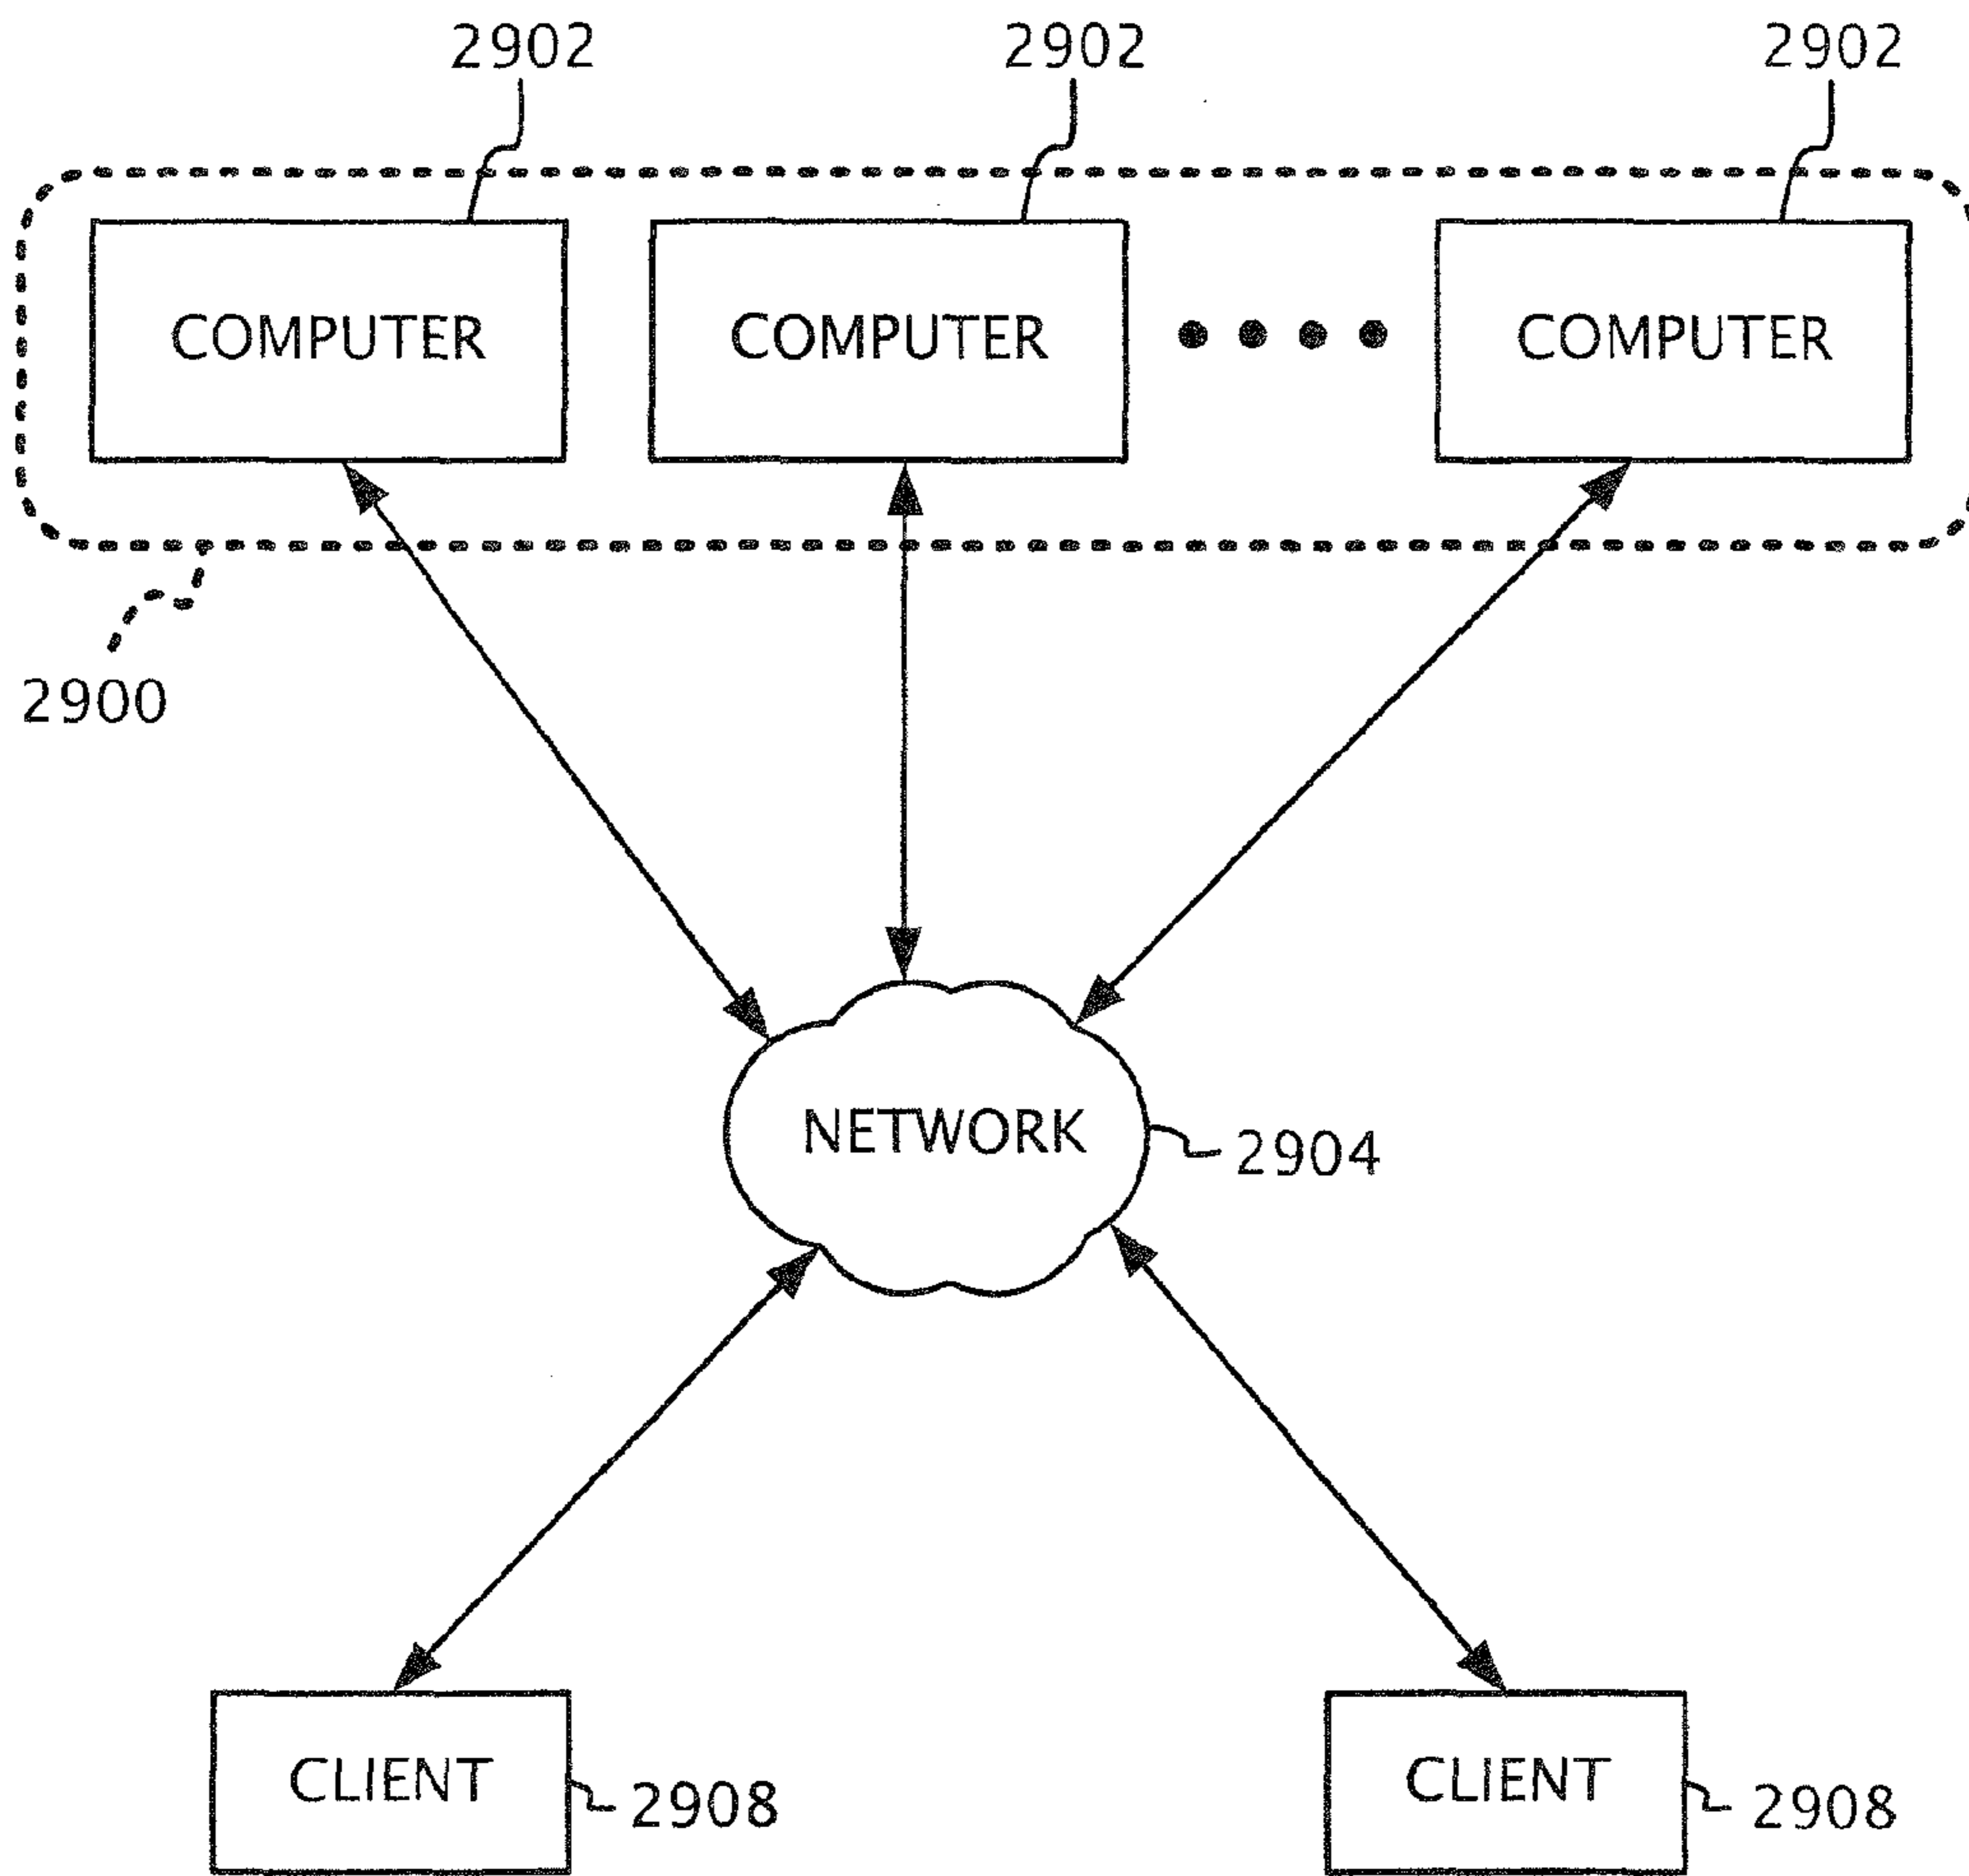 2902 2902 2902
COMPUTER COMPUTER COMPUTER
2900
NETWORK 2904
CLIENT 2908 CLIENT 2908